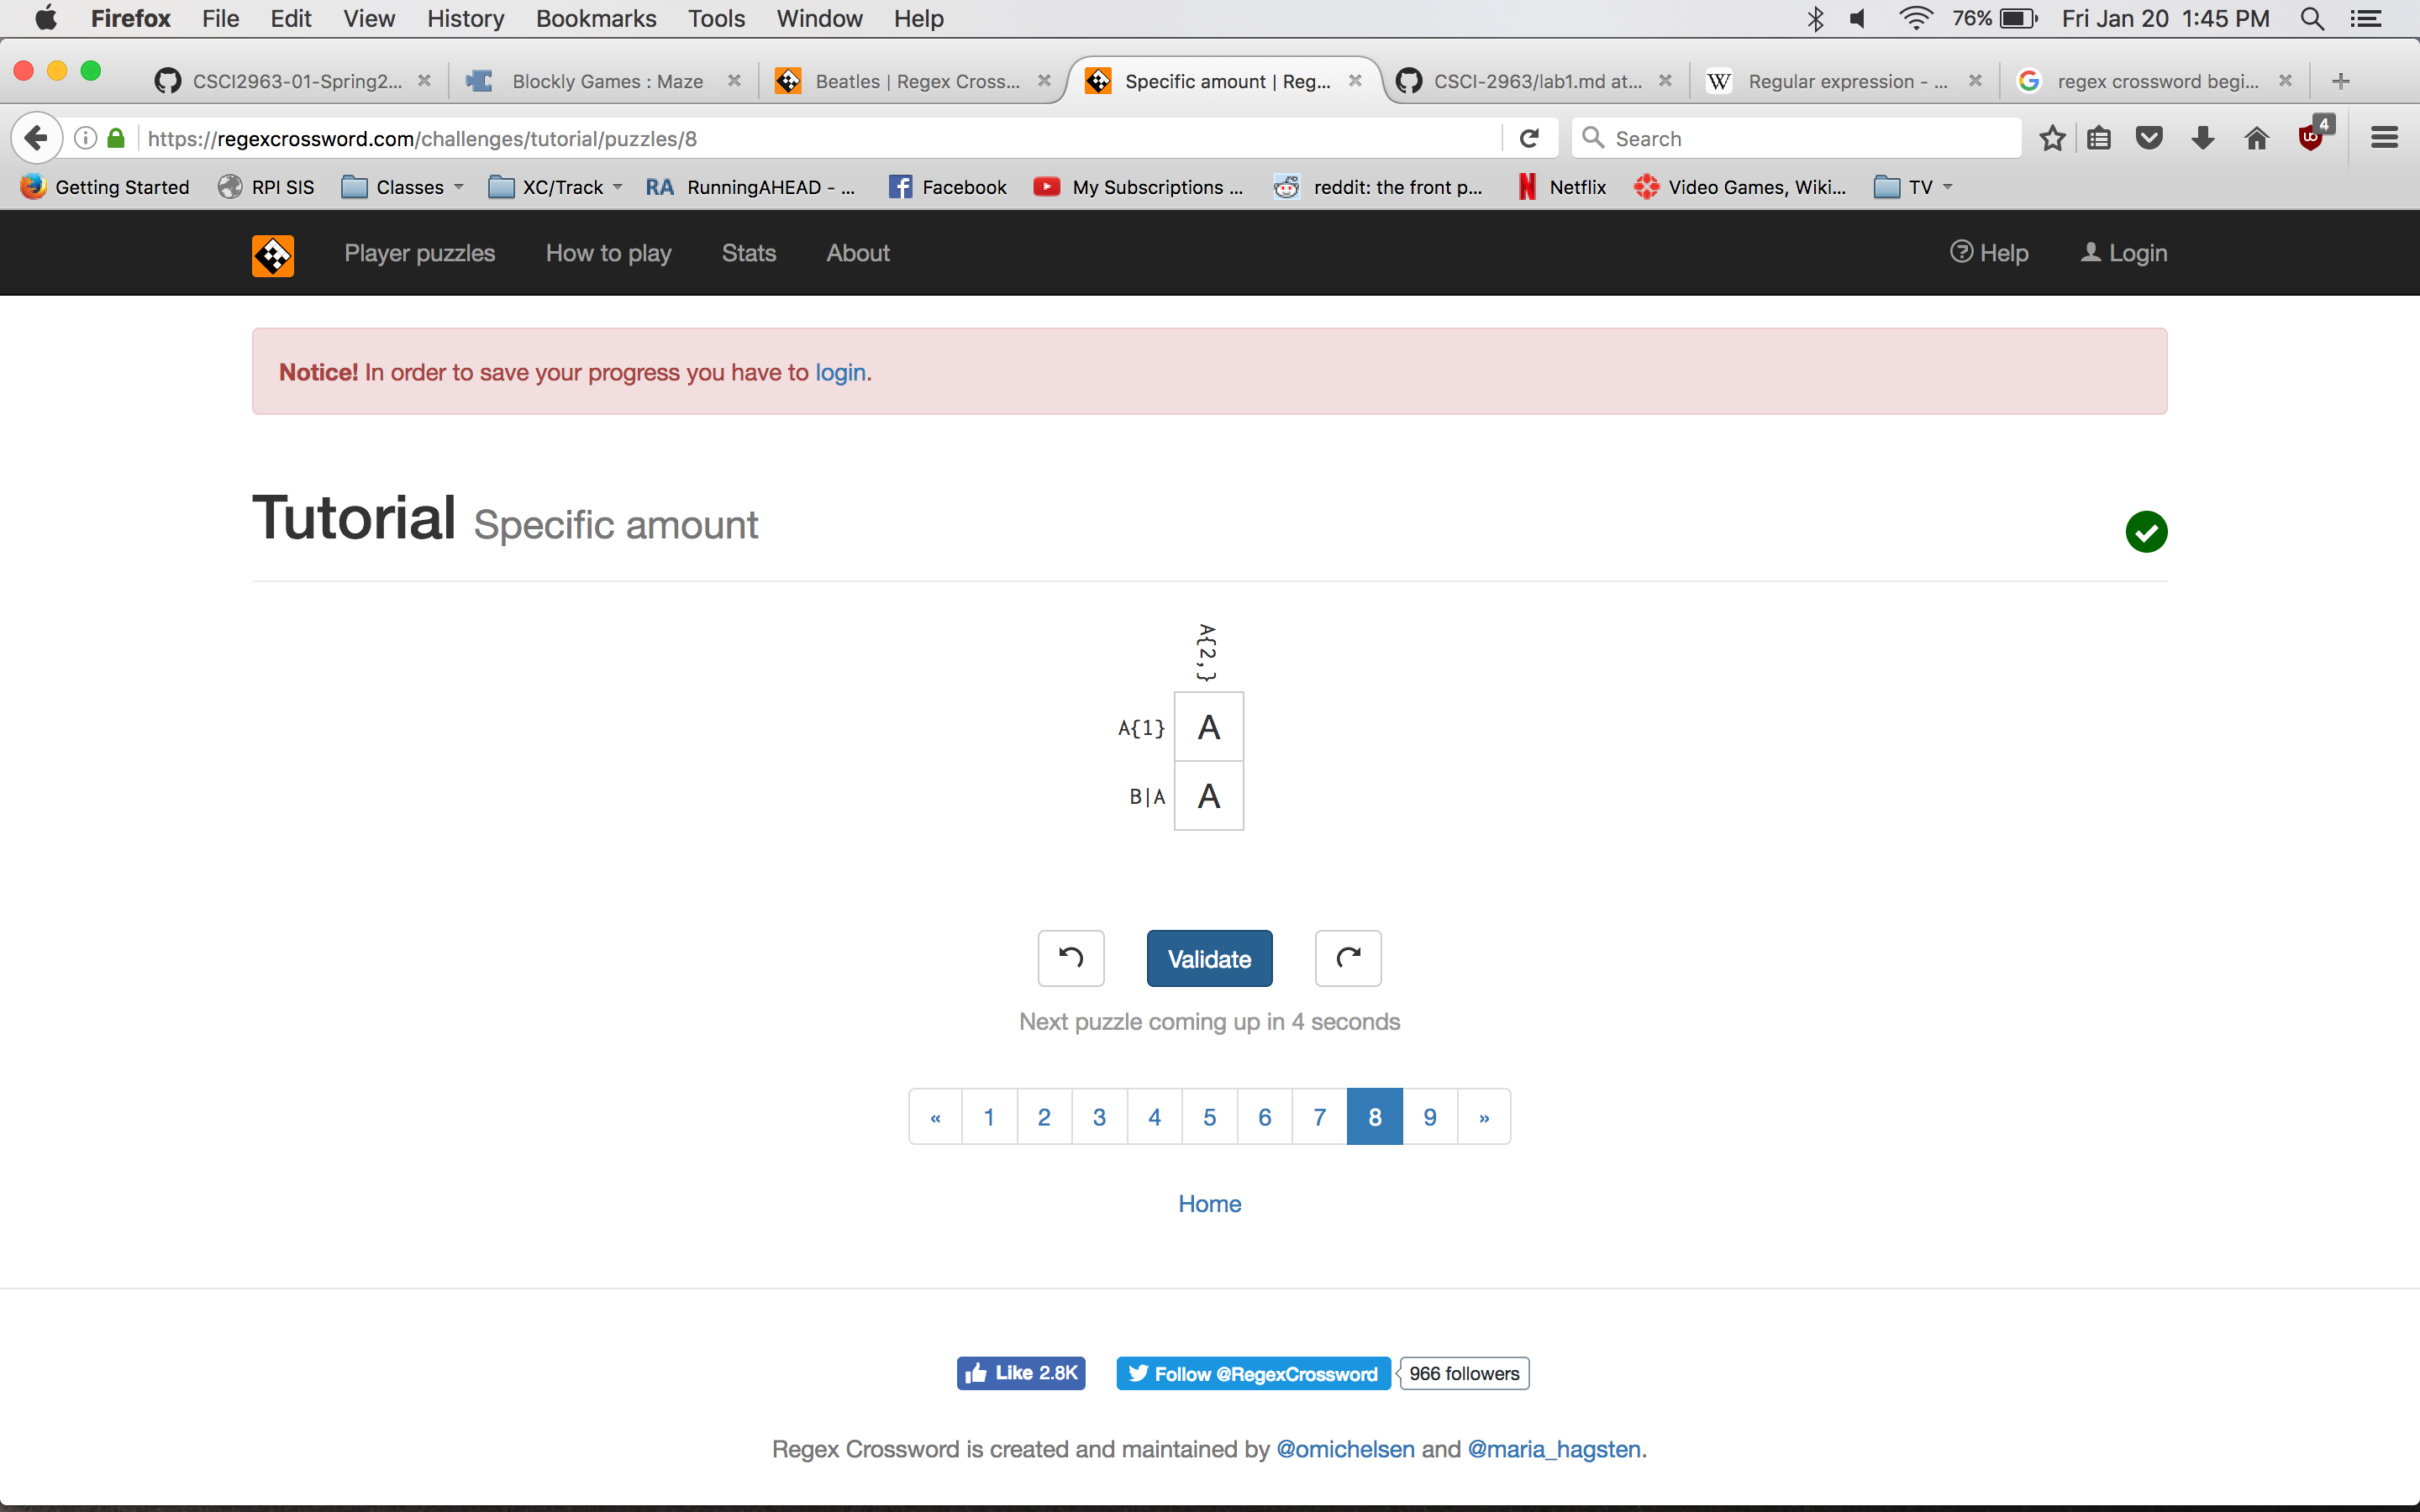 Firefox File Edit View History Bookmarks Tools Window Help 76% Fri Jan 20 1:45 PM
CSCI2963-01-Spring2... Blockly Games : Maze Beatles | Regex Cross... Specific amount | Reg... CSCI-2963/lab1.md at... W Regular expression - ... G regex crossword begi...
https://regexcrossword.com/challenges/tutorial/puzzles/8 Search 4
Getting Started RPI SIS Classes XC/Track RA RunningAHEAD - ... Facebook My Subscriptions ... reddit: the front p... N Netflix Video Games, Wiki... TV
Player puzzles How to play Stats About Help Login
Notice! In order to save your progress you have to login.
Tutorial Specific amount
A{2,}
A{1} A
B|A A
Validate
Next puzzle coming up in 4 seconds
« 1 2 3 4 5 6 7 8 9 »
Home
Like 2.8K Follow @RegexCrossword 966 followers
Regex Crossword is created and maintained by @omichelsen and @maria_hagsten.